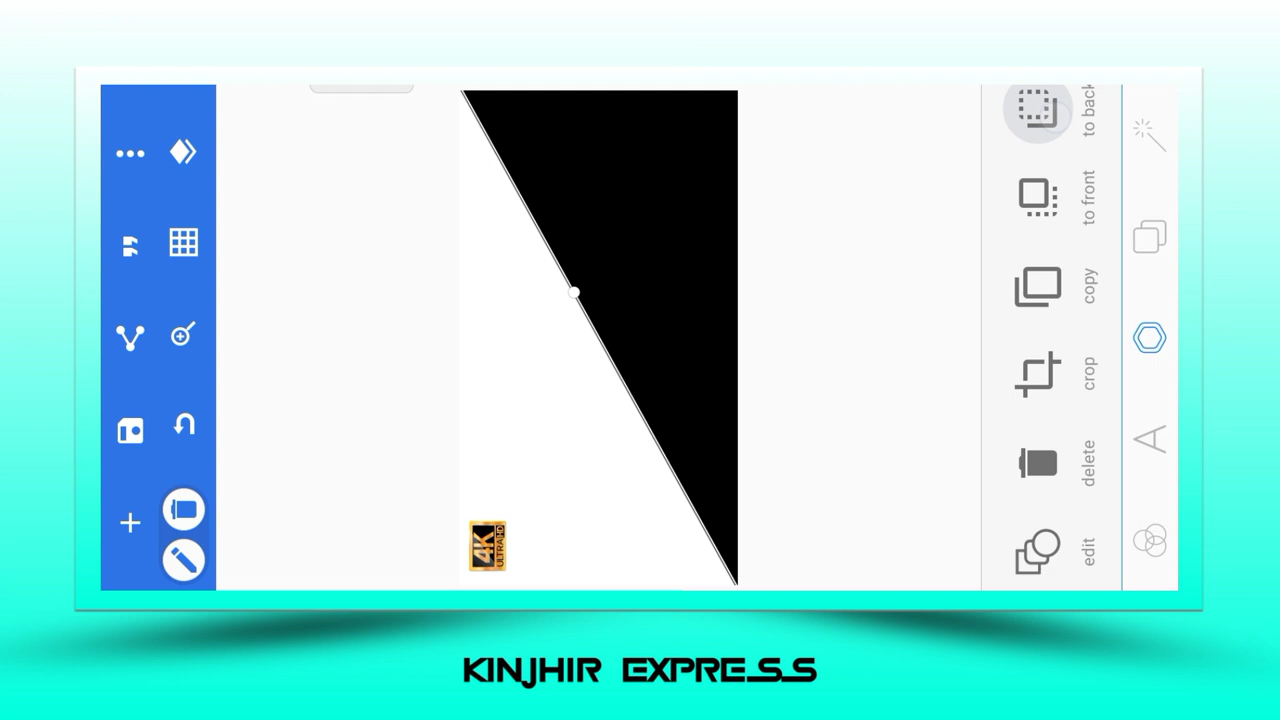 to back
to front
copy
crop
delete
edit
4K
ULTRA HD
KINJHIR EXPRESS